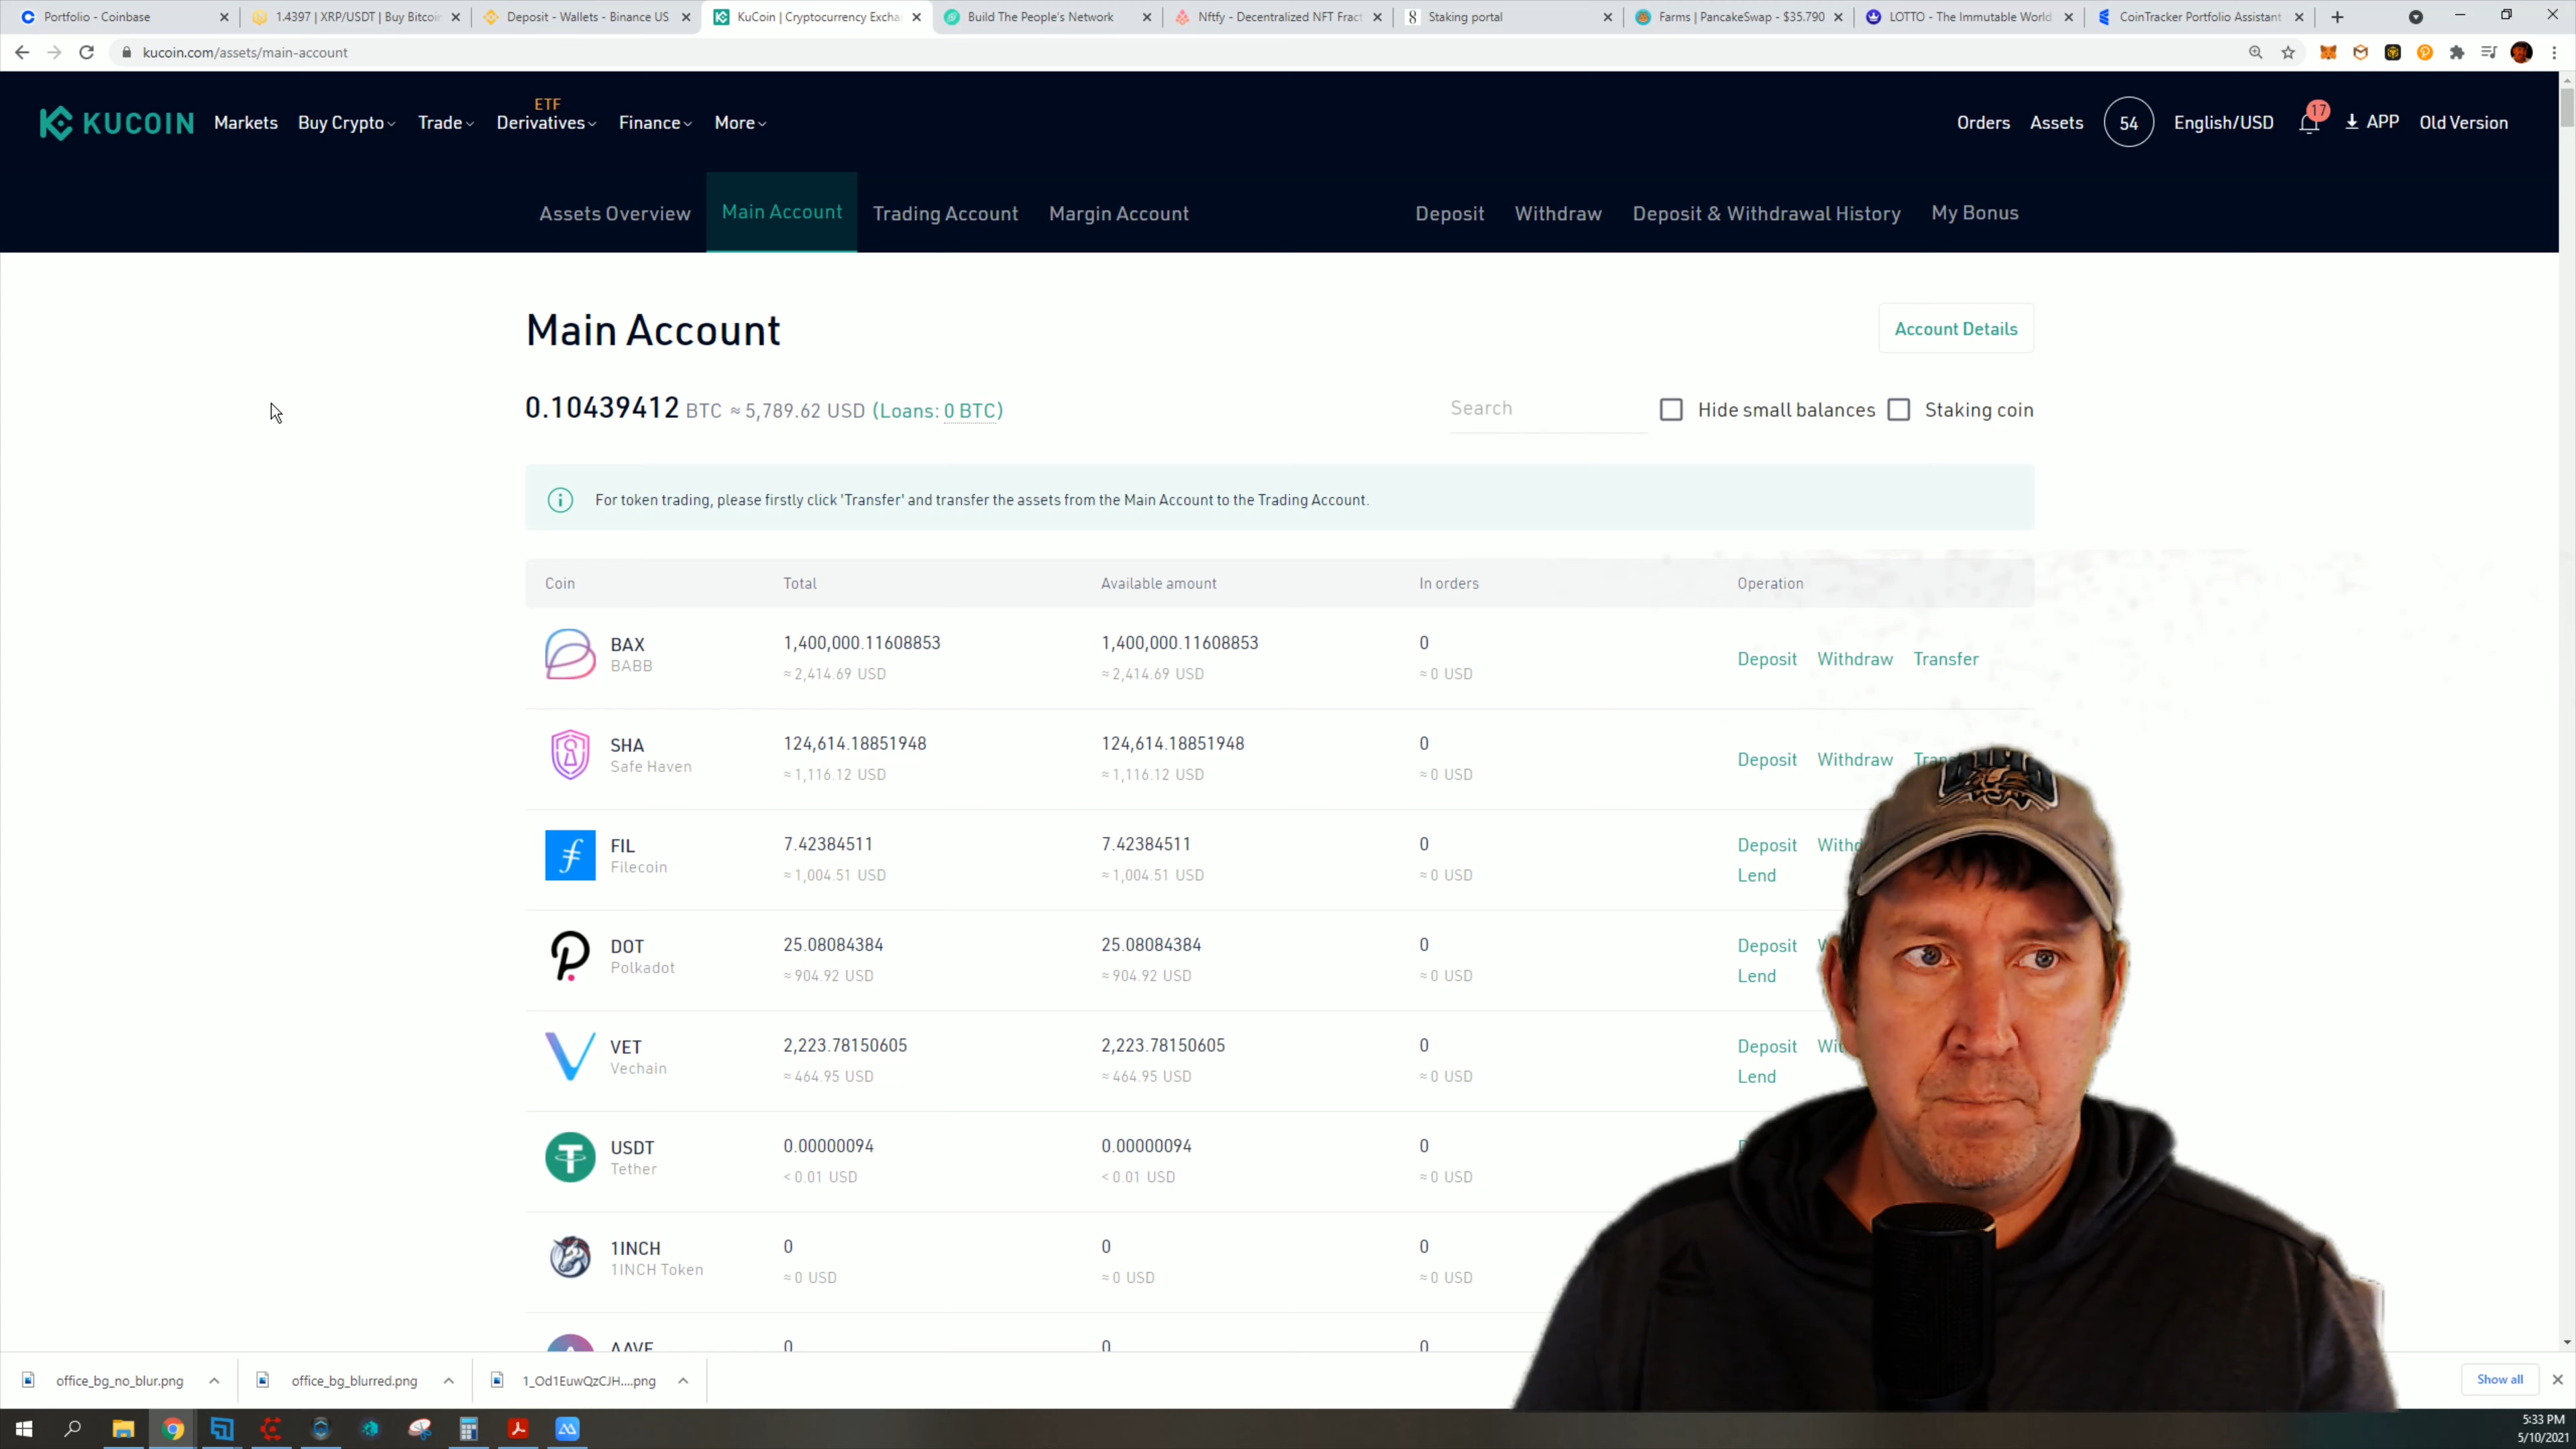 Portfolio - Coinbase
1.4397 | XRP/USDT | Buy Bitcoin
Deposit - Wallets - Binance US
KuCoin | Cryptocurrency Excha
Build The People's Network
Nftfy - Decentralized NFT Fract
Staking portal
Farms | PancakeSwap - $35.790
LOTTO - The Immutable World
CoinTracker Portfolio Assistant
kucoin.com/assets/main-account
KUCOIN
Markets
Buy Crypto
Trade
ETF
Derivatives
Finance
More
Orders
Assets
54
English/USD
17
APP
Old Version
Assets Overview
Main Account
Trading Account
Margin Account
Deposit
Withdraw
Deposit & Withdrawal History
My Bonus
Main Account
Account Details
0.10439412 BTC ≈ 5,789.62 USD (Loans: 0 BTC)
Search
Hide small balances
Staking coin
For token trading, please firstly click 'Transfer' and transfer the assets from the Main Account to the Trading Account.
Coin Total Available amount In orders Operation
BAX 1,400,000.11608853 1,400,000.11608853 0
BABB ≈ 2,414.69 USD ≈ 2,414.69 USD ≈ 0 USD
Deposit Withdraw Transfer
SHA 124,614.18851948 124,614.18851948 0
Safe Haven ≈ 1,116.12 USD ≈ 1,116.12 USD ≈ 0 USD
Deposit Withdraw
FIL 7.42384511 7.42384511 0 Deposit
Filecoin ≈ 1,004.51 USD ≈ 1,004.51 USD ≈ 0 USD Lend
DOT 25.08084384 25.08084384 0 Deposit
Polkadot ≈ 904.92 USD ≈ 904.92 USD ≈ 0 USD Lend
VET 2,223.78150605 2,223.78150605 0 Deposit
Vechain ≈ 464.95 USD ≈ 464.95 USD ≈ 0 USD Lend
USDT 0.00000094 0.00000094 0
Tether < 0.01 USD < 0.01 USD ≈ 0 USD
1INCH 0 0 0
1INCH Token ≈ 0 USD ≈ 0 USD ≈ 0 USD
AAVE 0 0 0
office_bg_no_blur.png
office_bg_blurred.png
1_Od1EuwQzCJH....png
Show all
5:33 PM
5/10/2021